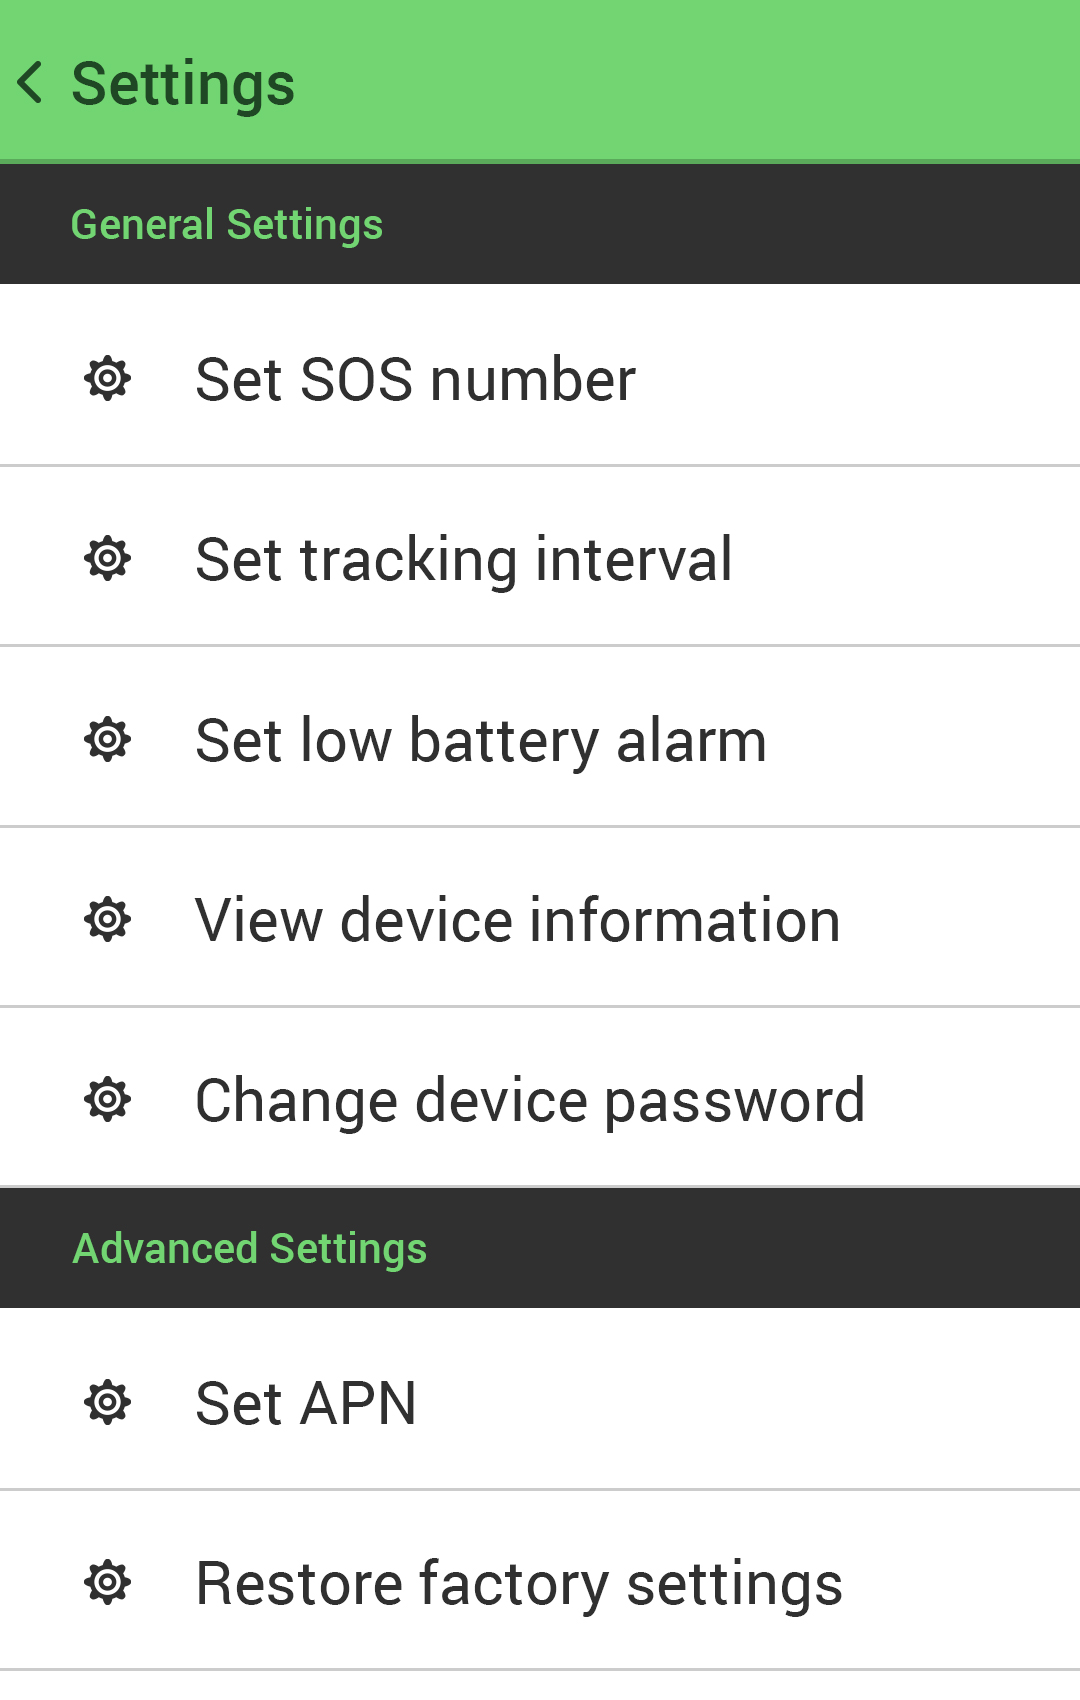 Settings
General Settings
Set SOS number
Set tracking interval
Set low battery alarm
View device information
Change device password
Advanced Settings
Set APN
Restore factory settings